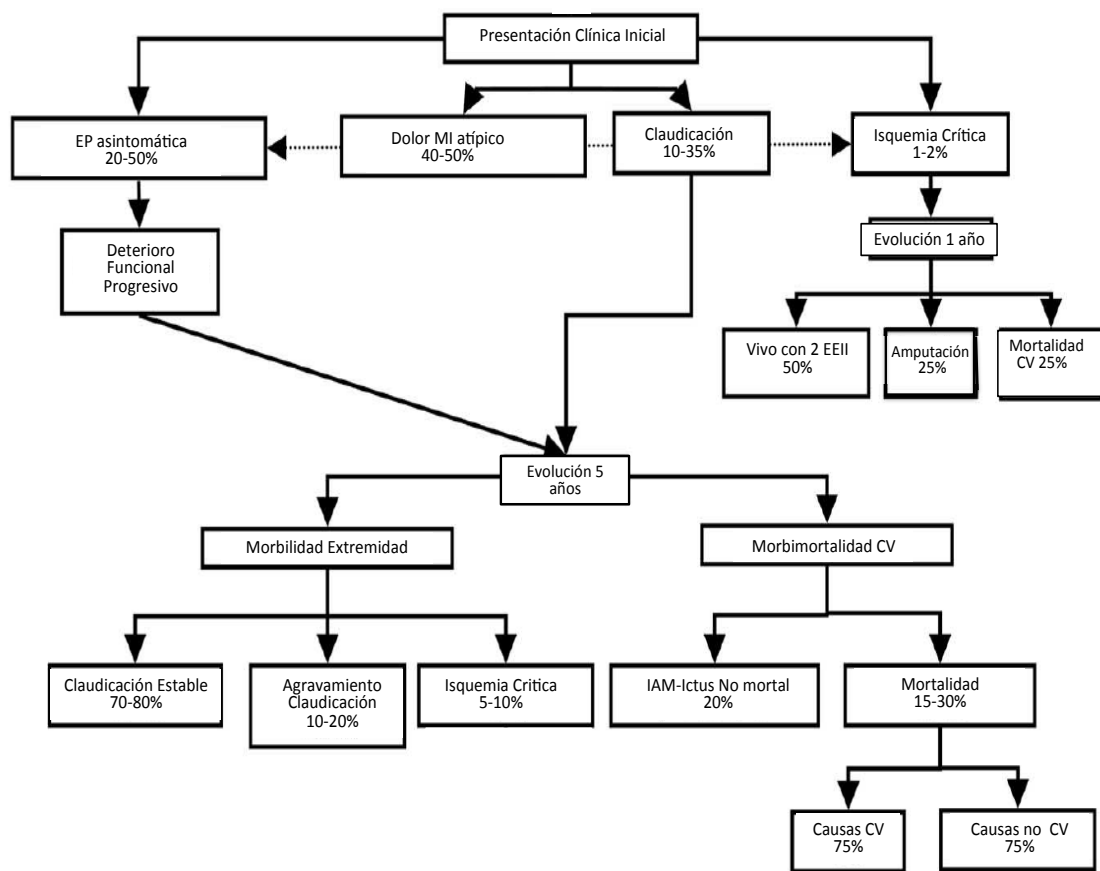 Presentación Clínica Inicial
EP asintomática
20-50%
Dolor MI atípico
40-50%
Claudicación
10-35%
Isquemia Crítica
1-2%
Deterioro
Funcional
Progresivo
Evolución 1 año
Vivo con 2 EEII
50%
Amputación
25%
Mortalidad
CV 25%
Evolución 5
años
Morbilidad Extremidad
Morbimortalidad CV
Claudicación Estable
70-80%
Agravamiento
Claudicación
10-20%
Isquemia Critica
5-10%
IAM-Ictus No mortal
20%
Mortalidad
15-30%
Causas CV
75%
Causas no CV
75%